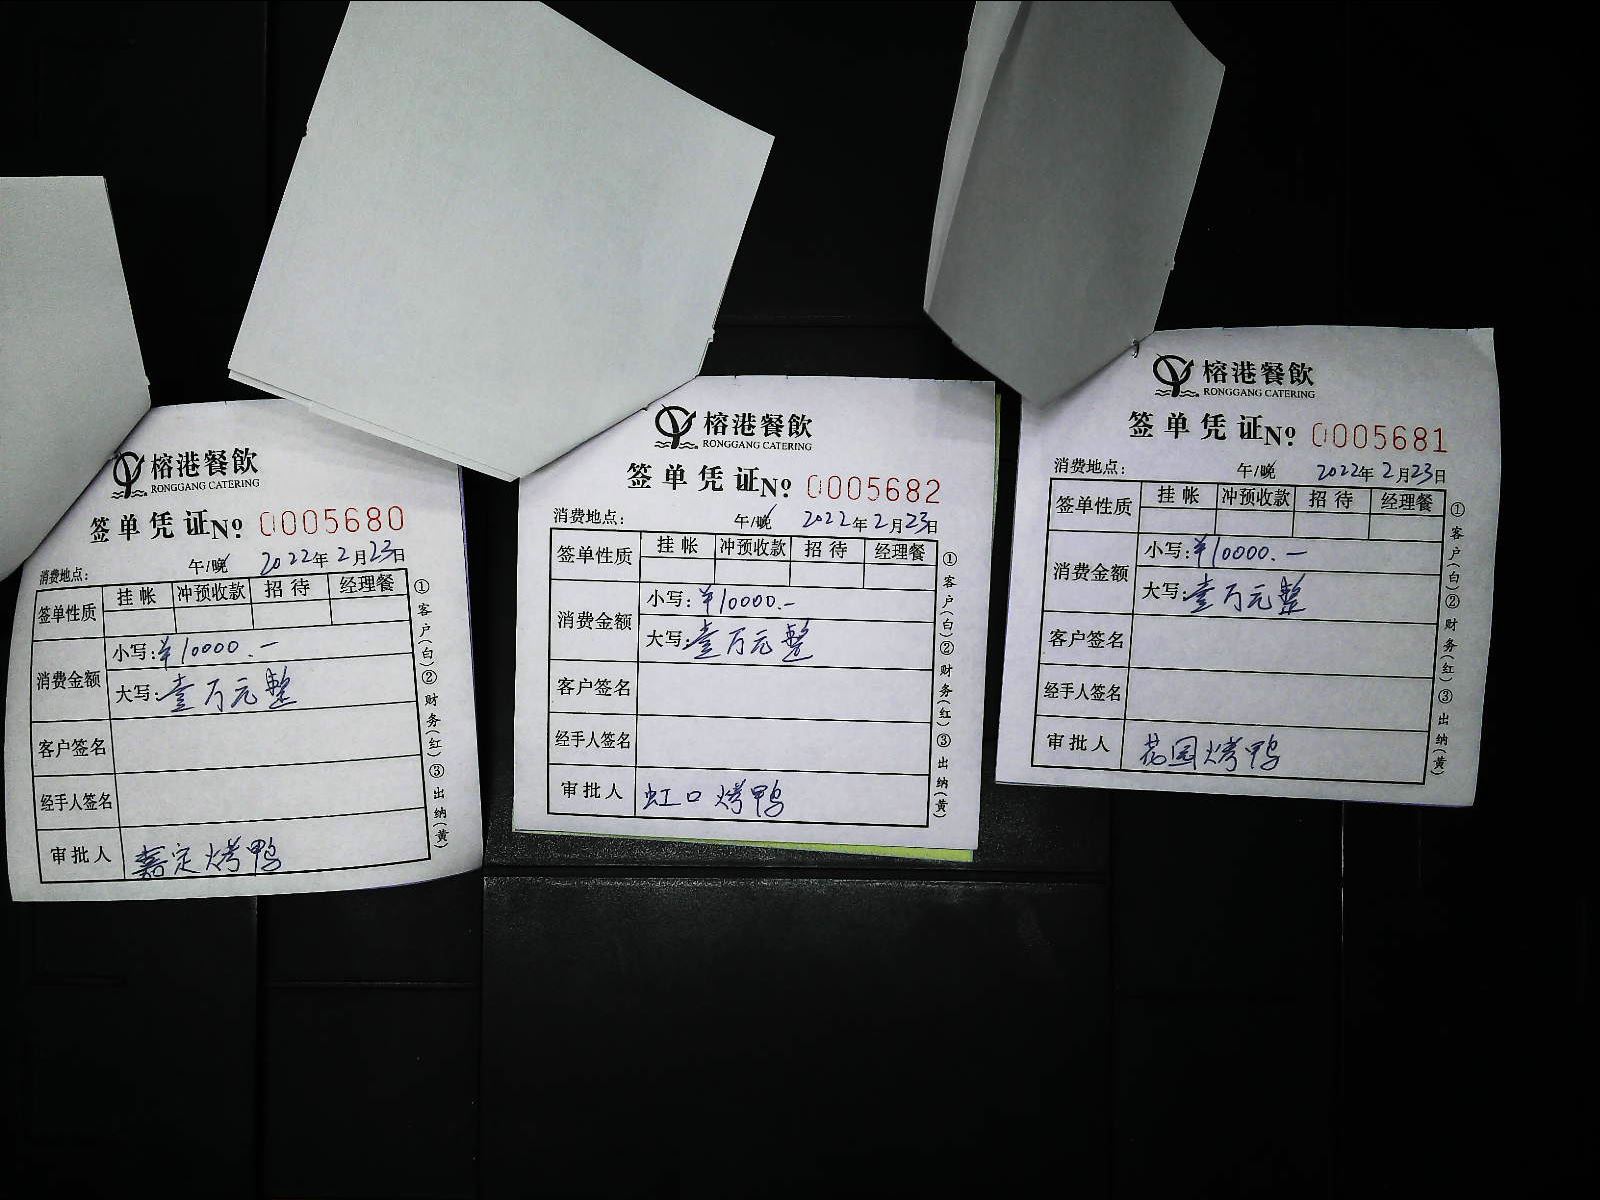 榕港餐飲
RONGGANG CATERING
签单凭证No 0005680
消费地点: 午/晚 2022年2月23日
签单性质 挂帐 冲预收款 招待 经理餐
消费金额 小写:¥10000.—
大写:壹万元整
客户签名
经手人签名
审批人 嘉定烤鸭
①客户(白)②财务(红)③出纳(黄)
榕港餐飲
RONGGANG CATERING
签单凭证No 0005682
消费地点: 午/晚 2022年2月23日
签单性质 挂帐 冲预收款 招待 经理餐
消费金额 小写:¥10000.—
大写:壹万元整
客户签名
经手人签名
审批人 虹口烤鸭
①客户(白)②财务(红)③出纳(黄)
榕港餐飲
RONGGANG CATERING
签单凭证No 0005681
消费地点: 午/晚 2022年2月23日
签单性质 挂帐 冲预收款 招待 经理餐
消费金额 小写:¥10000.—
大写:壹万元整
客户签名
经手人签名
审批人 花园烤鸭
①客户(白)②财务(红)③出纳(黄)